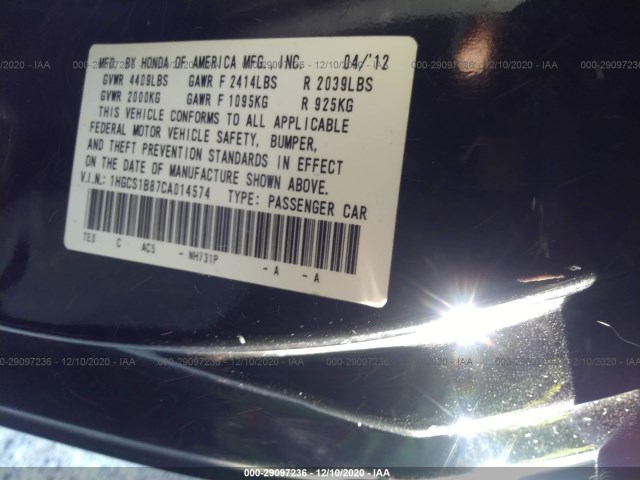 MFD. BY HONDA OF AMERICA MFG., INC. 04/'12
GVWR 4409LBS GAWR F 2414LBS R 2039LBS
GVWR 2000KG GAWR F 1095KG R 925KG
THIS VEHICLE CONFORMS TO ALL APPLICABLE
FEDERAL MOTOR VEHICLE SAFETY, BUMPER,
AND THEFT PREVENTION STANDARDS IN EFFECT
ON THE DATE OF MANUFACTURE SHOWN ABOVE.
V.I.N.: 1HGCS1B87CA014574 TYPE: PASSENGER CAR
TE5 C AC5 - NH731P - A - A
000-29097236 - 12/10/2020 - IAA